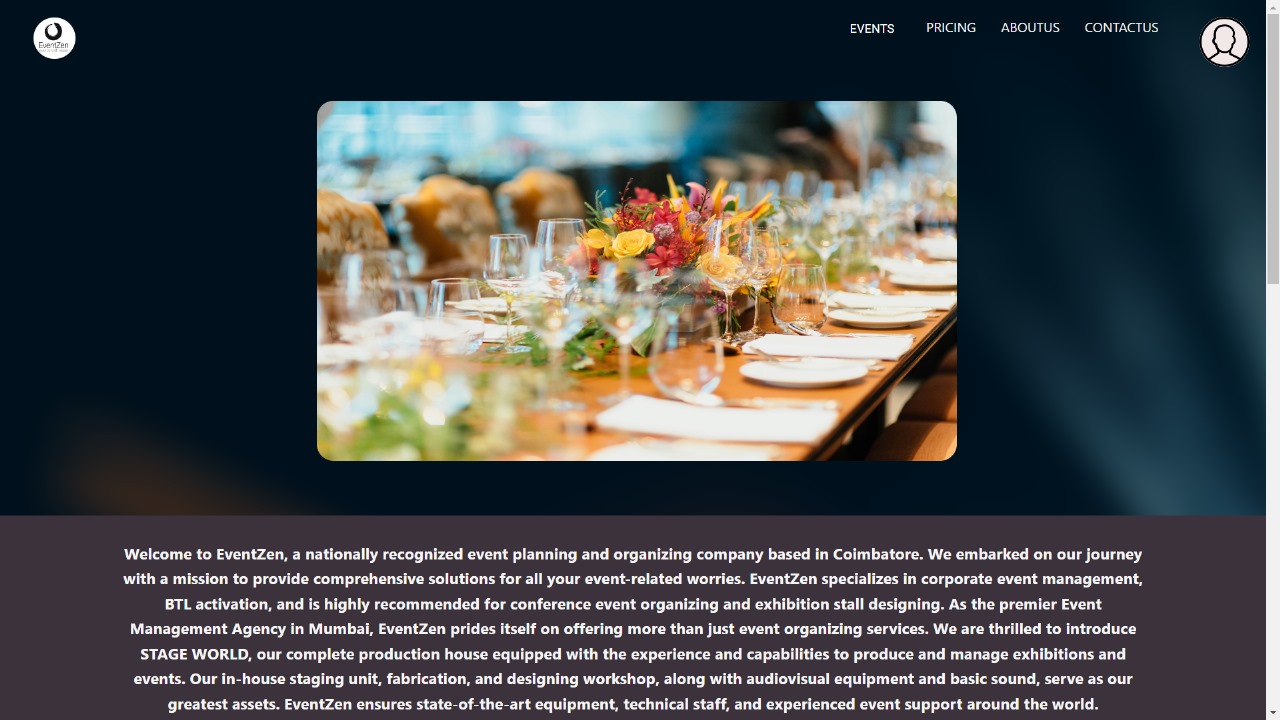 EventZen
EVENTS
PRICING
ABOUTUS
CONTACTUS
Welcome to EventZen, a nationally recognized event planning and organizing company based in Coimbatore. We embarked on our journey
with a mission to provide comprehensive solutions for all your event-related worries. EventZen specializes in corporate event management,
BTL activation, and is highly recommended for conference event organizing and exhibition stall designing. As the premier Event
Management Agency in Mumbai, EventZen prides itself on offering more than just event organizing services. We are thrilled to introduce
STAGE WORLD, our complete production house equipped with the experience and capabilities to produce and manage exhibitions and
events. Our in-house staging unit, fabrication, and designing workshop, along with audiovisual equipment and basic sound, serve as our
greatest assets. EventZen ensures state-of-the-art equipment, technical staff, and experienced event support around the world.